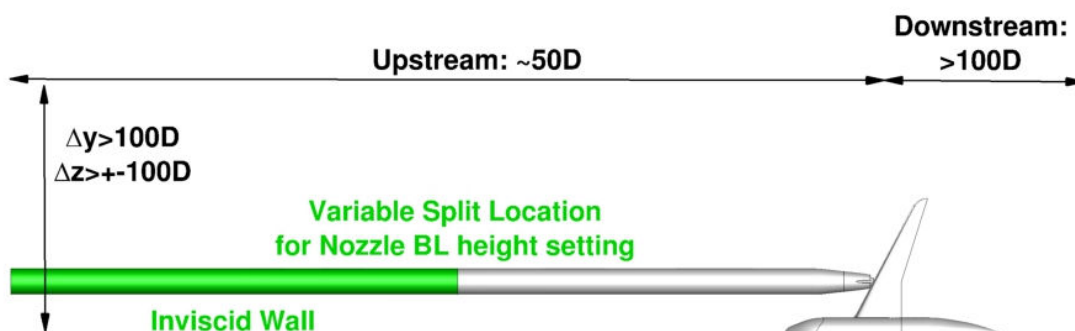 Downstream:
>100D
Upstream: ~50D
Δy>100D
Δz>+-100D
Variable Split Location
for Nozzle BL height setting
Inviscid Wall